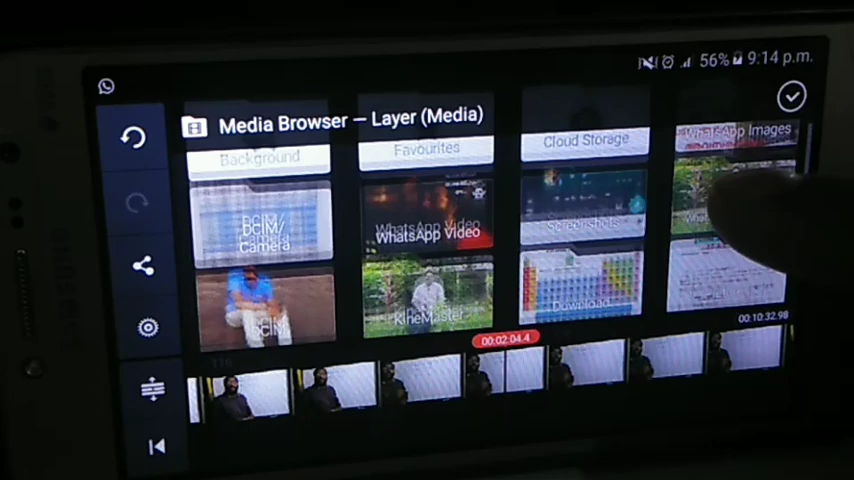 56% 9:14 p.m.
Media Browser — Layer (Media)
Background
Favourites
Cloud Storage
WhatsApp Images
DCIM/
Camera
WhatsApp Video
Screenshots
DCIM
KineMaster
Download
00:10:32.98
00:02:04.4